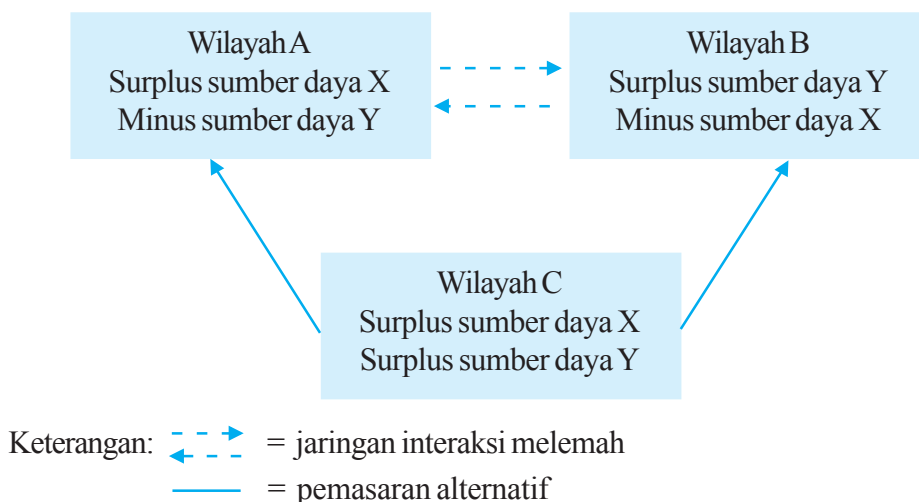 Wilayah A
Surplus sumber daya X
Minus sumber daya Y
Wilayah B
Surplus sumber daya Y
Minus sumber daya X
Wilayah C
Surplus sumber daya X
Surplus sumber daya Y
Keterangan: = jaringan interaksi melemah
= pemasaran alternatif